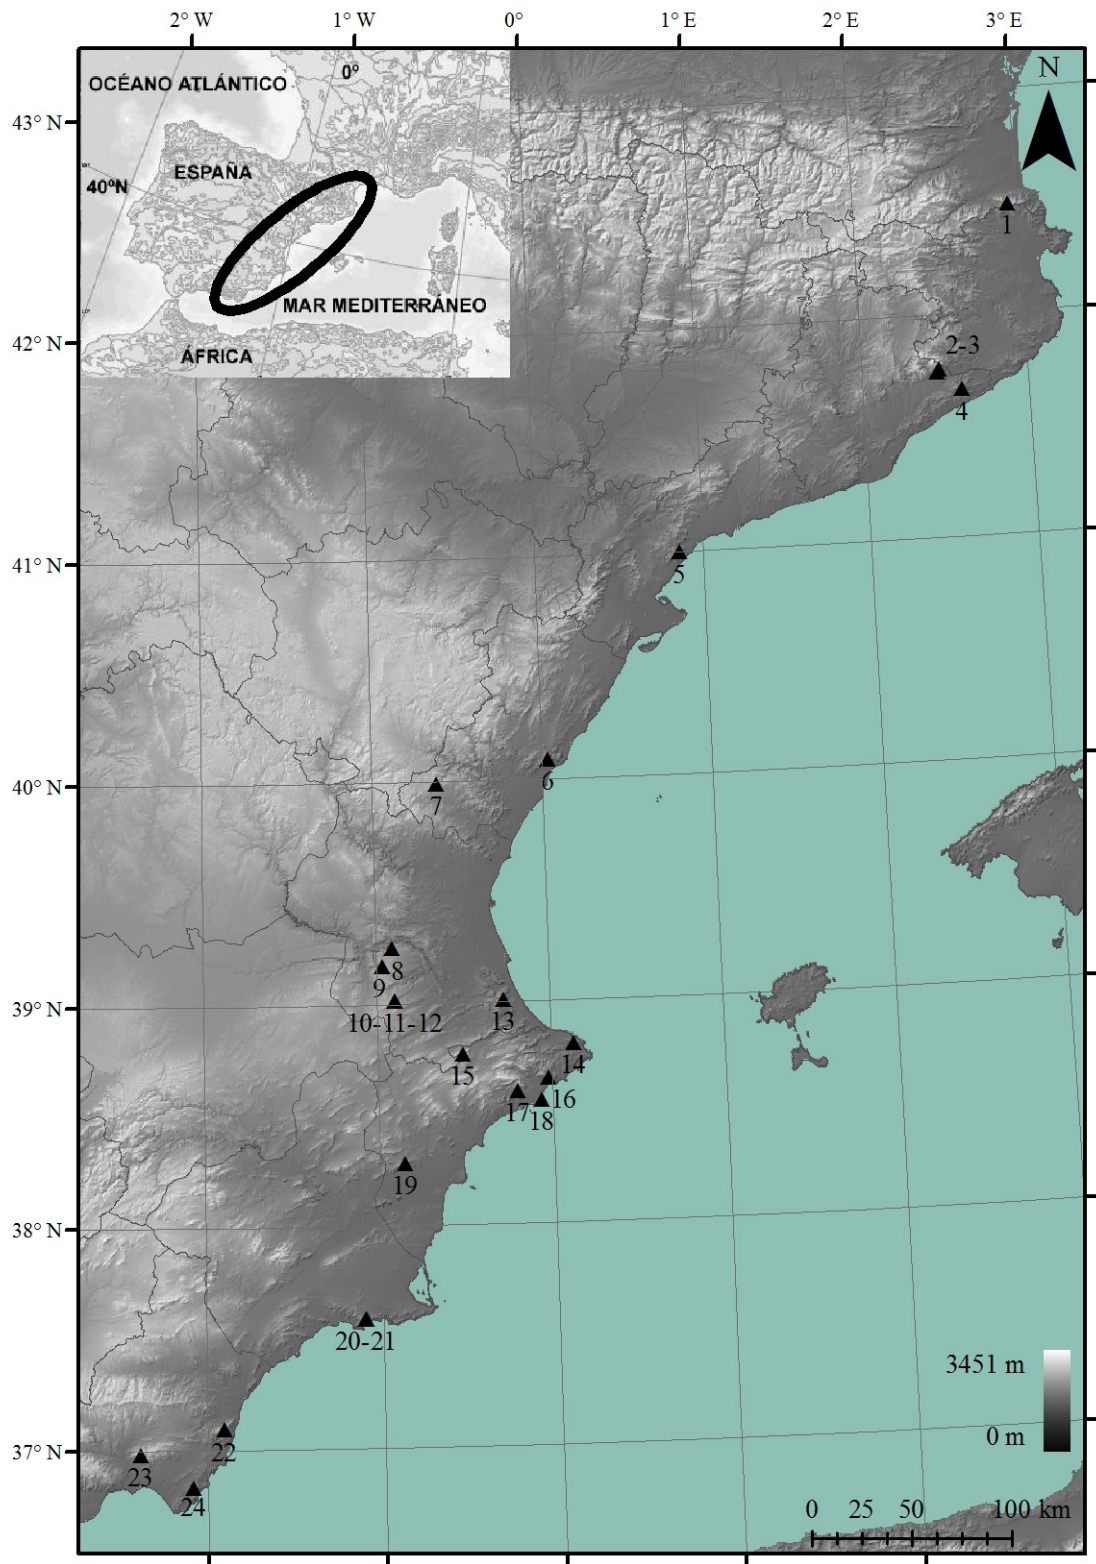 2° W 1° W 0° 1° E 2° E 3° E
N
0º
OCÉANO ATLÁNTICO
43° N
ESPAÑA
40ºN
1
MAR MEDITERRÁNEO
42° N
2-3
ÁFRICA
4
41° N
5
6
40° N
7
8
9
39° N
10-11-12
13
14
15
16
17
18
19
38° N
20-21
3451 m
0 m
37° N
22
23
24
0 25 50 100 km